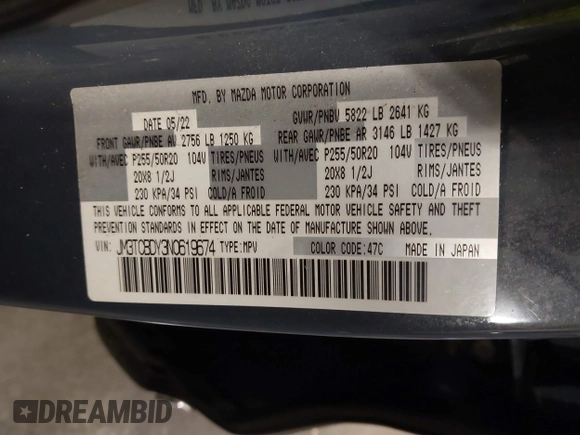 MFD. BY MAZDA MOTOR CORPORATION
DATE 05/22 GVWR/PNBV 5822 LB 2641 KG
FRONT GAWR/PNBE AV 2756 LB 1250 KG REAR GAWR/PNBE AR 3146 LB 1427 KG
WITH/AVEC P255/50R20 104V TIRES/PNEUS WITH/AVEC P255/50R20 104V TIRES/PNEUS
20X8 1/2J RIMS/JANTES 20X8 1/2J RIMS/JANTES
230 KPA/34 PSI COLD/A FROID 230 KPA/34 PSI COLD/A FROID
THIS VEHICLE CONFORMS TO ALL APPLICABLE FEDERAL MOTOR VEHICLE SAFETY AND THEFT
PREVENTION STANDARDS IN EFFECT ON THE DATE OF MANUFACTURE SHOWN ABOVE.
VIN: JM3TCBDY3N0619674 TYPE:MPV COLOR CODE:47C MADE IN JAPAN
DREAMBID